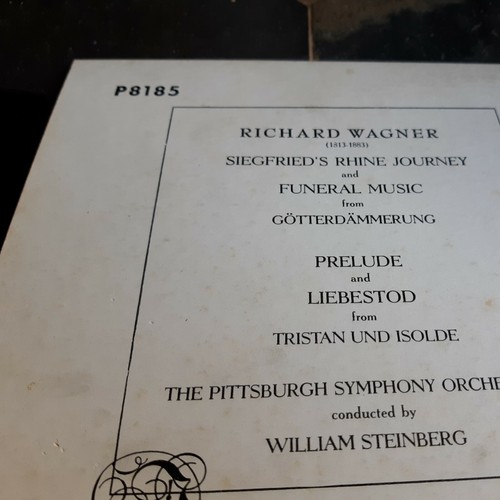 P8185
RICHARD WAGNER
(1813-1883)
SIEGFRIED'S RHINE JOURNEY
and
FUNERAL MUSIC
from
GÖTTERDÄMMERUNG
PRELUDE
and
LIEBESTOD
from
TRISTAN UND ISOLDE
THE PITTSBURGH SYMPHONY ORCHE
conducted by
WILLIAM STEINBERG